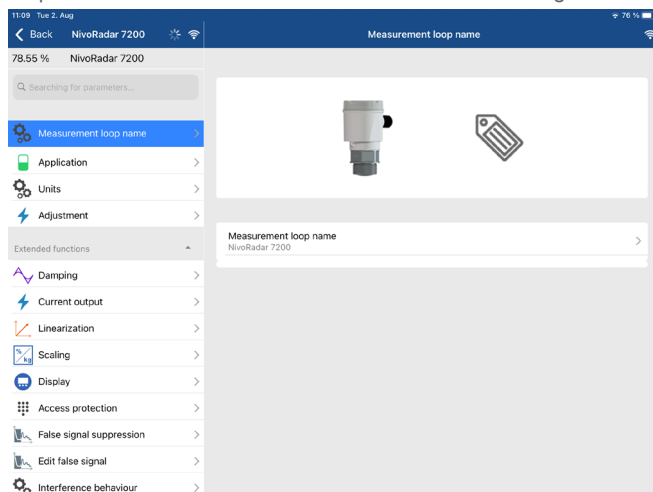 11:09 Tue 2. Aug
76 %
Back NivoRadar 7200
Measurement loop name
78.55 % NivoRadar 7200
Searching for parameters...
Measurement loop name
Application
Units
Adjustment
Extended functions
Damping
Current output
Linearization
% kg Scaling
Display
Access protection
False signal suppression
Edit false signal
Interference behaviour
Measurement loop name
NivoRadar 7200